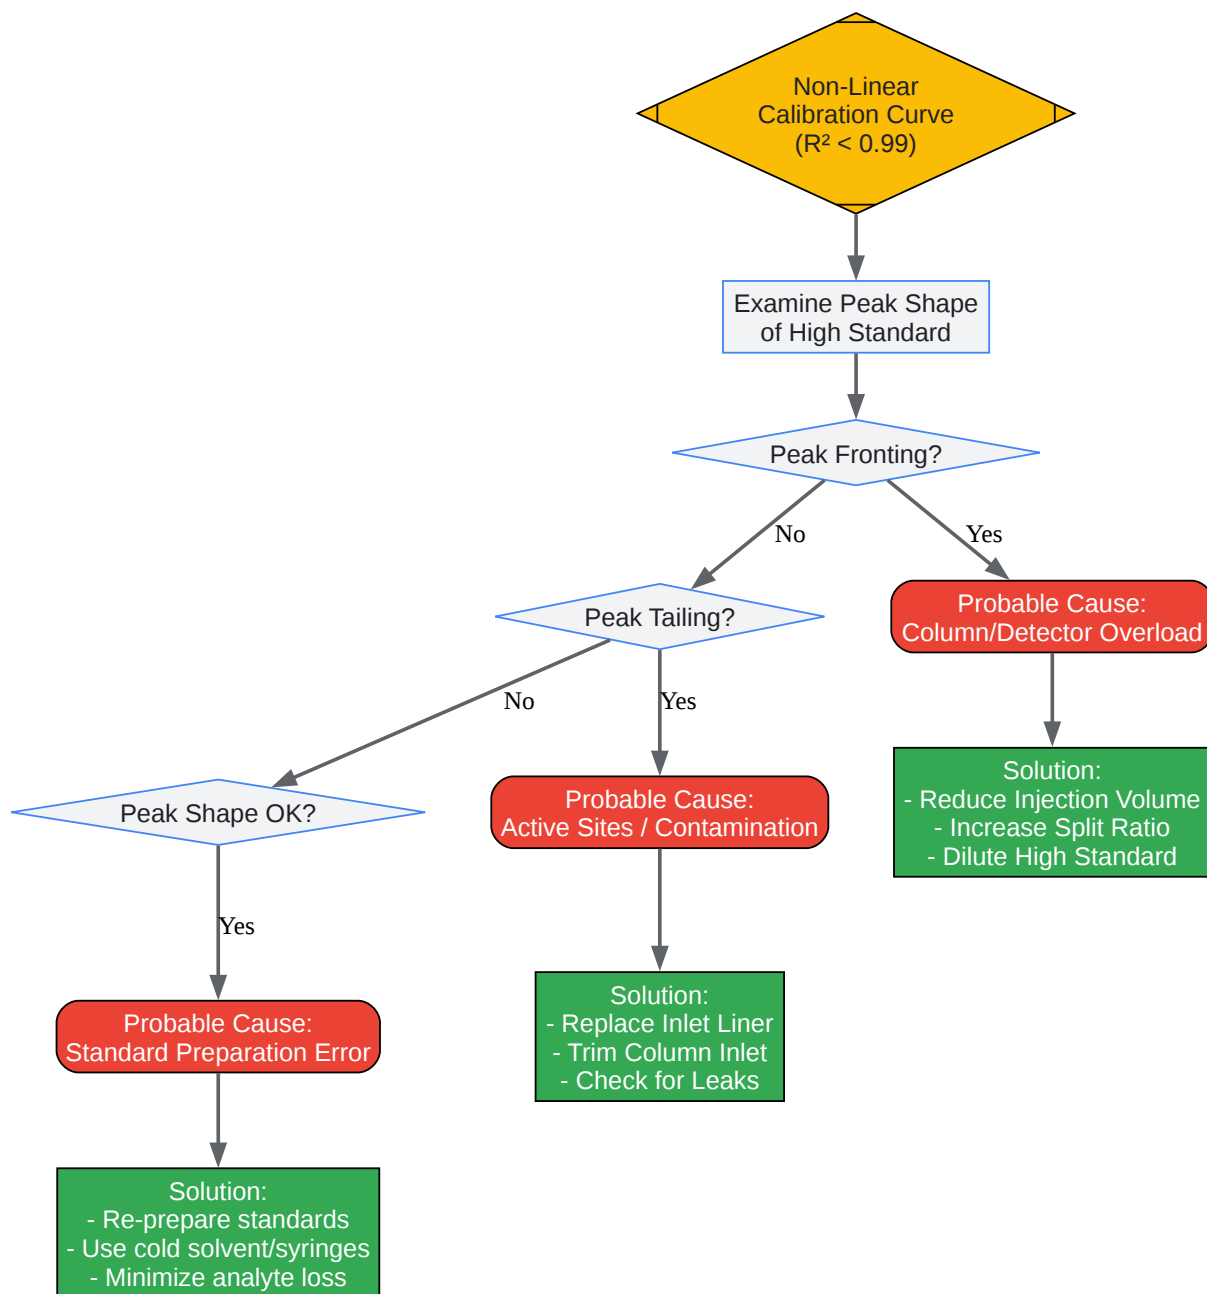 Non-Linear
Calibration Curve
(R² < 0.99)
Examine Peak Shape
of High Standard
Peak Fronting?
No
Yes
Peak Tailing?
Probable Cause:
Column/Detector Overload
No
Yes
Solution:
- Reduce Injection Volume
- Increase Split Ratio
- Dilute High Standard
Peak Shape OK?
Probable Cause:
Active Sites / Contamination
Yes
Solution:
- Replace Inlet Liner
- Trim Column Inlet
- Check for Leaks
Probable Cause:
Standard Preparation Error
Solution:
- Re-prepare standards
- Use cold solvent/syringes
- Minimize analyte loss